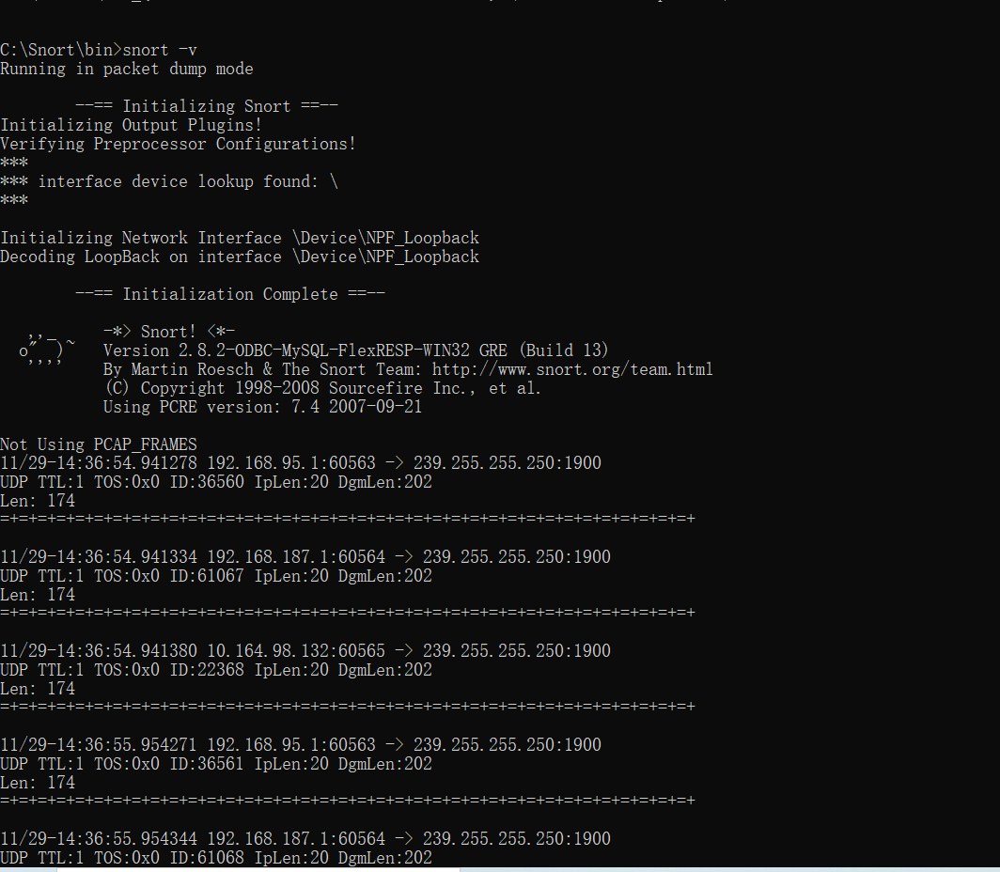 C:\Snort\bin>snort -v
Running in packet dump mode
--== Initializing Snort ==--
Initializing Output Plugins!
Verifying Preprocessor Configurations!
***
*** interface device lookup found: \
***
Initializing Network Interface \Device\NPF_Loopback
Decoding LoopBack on interface \Device\NPF_Loopback
--== Initialization Complete ==--
,,_     -*> Snort! <*-
o"  )~   Version 2.8.2-ODBC-MySQL-FlexRESP-WIN32 GRE (Build 13)
''''    By Martin Roesch & The Snort Team: http://www.snort.org/team.html
(C) Copyright 1998-2008 Sourcefire Inc., et al.
Using PCRE version: 7.4 2007-09-21
Not Using PCAP_FRAMES
11/29-14:36:54.941278 192.168.95.1:60563 -> 239.255.255.250:1900
UDP TTL:1 TOS:0x0 ID:36560 IpLen:20 DgmLen:202
Len: 174
=+=+=+=+=+=+=+=+=+=+=+=+=+=+=+=+=+=+=+=+=+=+=+=+=+=+=+=+=+=+=+=+=+=+=+=+=+
11/29-14:36:54.941334 192.168.187.1:60564 -> 239.255.255.250:1900
UDP TTL:1 TOS:0x0 ID:61067 IpLen:20 DgmLen:202
Len: 174
=+=+=+=+=+=+=+=+=+=+=+=+=+=+=+=+=+=+=+=+=+=+=+=+=+=+=+=+=+=+=+=+=+=+=+=+=+
11/29-14:36:54.941380 10.164.98.132:60565 -> 239.255.255.250:1900
UDP TTL:1 TOS:0x0 ID:22368 IpLen:20 DgmLen:202
Len: 174
=+=+=+=+=+=+=+=+=+=+=+=+=+=+=+=+=+=+=+=+=+=+=+=+=+=+=+=+=+=+=+=+=+=+=+=+=+
11/29-14:36:55.954271 192.168.95.1:60563 -> 239.255.255.250:1900
UDP TTL:1 TOS:0x0 ID:36561 IpLen:20 DgmLen:202
Len: 174
=+=+=+=+=+=+=+=+=+=+=+=+=+=+=+=+=+=+=+=+=+=+=+=+=+=+=+=+=+=+=+=+=+=+=+=+=+
11/29-14:36:55.954344 192.168.187.1:60564 -> 239.255.255.250:1900
UDP TTL:1 TOS:0x0 ID:61068 IpLen:20 DgmLen:202